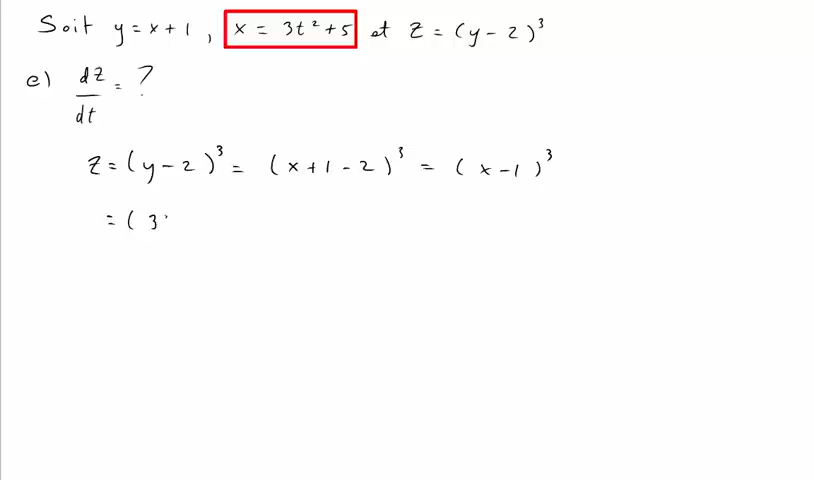 Soit y = x + 1 , x = 3t² + 5 et z = (y - 2)³
e) dz/dt = ?
z = (y - 2)³ = (x + 1 - 2)³ = (x - 1)³
= ( 3